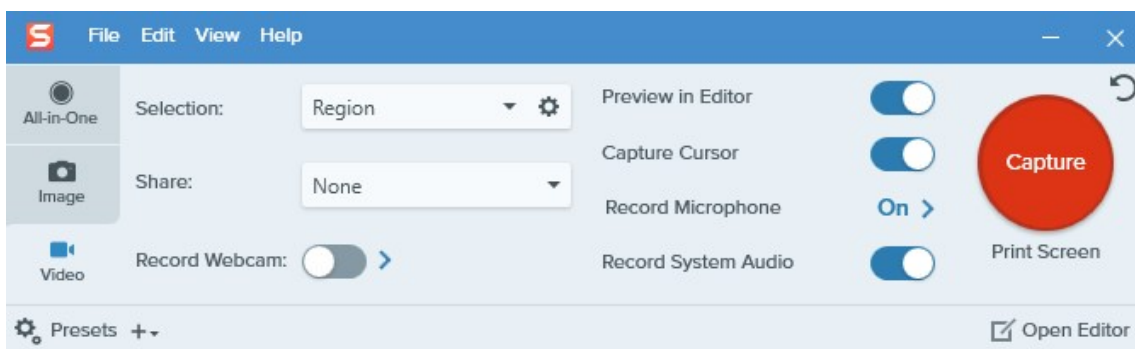 File Edit View Help
All-in-One
Image
Video
Selection: Region
Share: None
Record Webcam:
Preview in Editor
Capture Cursor
Record Microphone On >
Record System Audio
Capture
Print Screen
Presets +
Open Editor